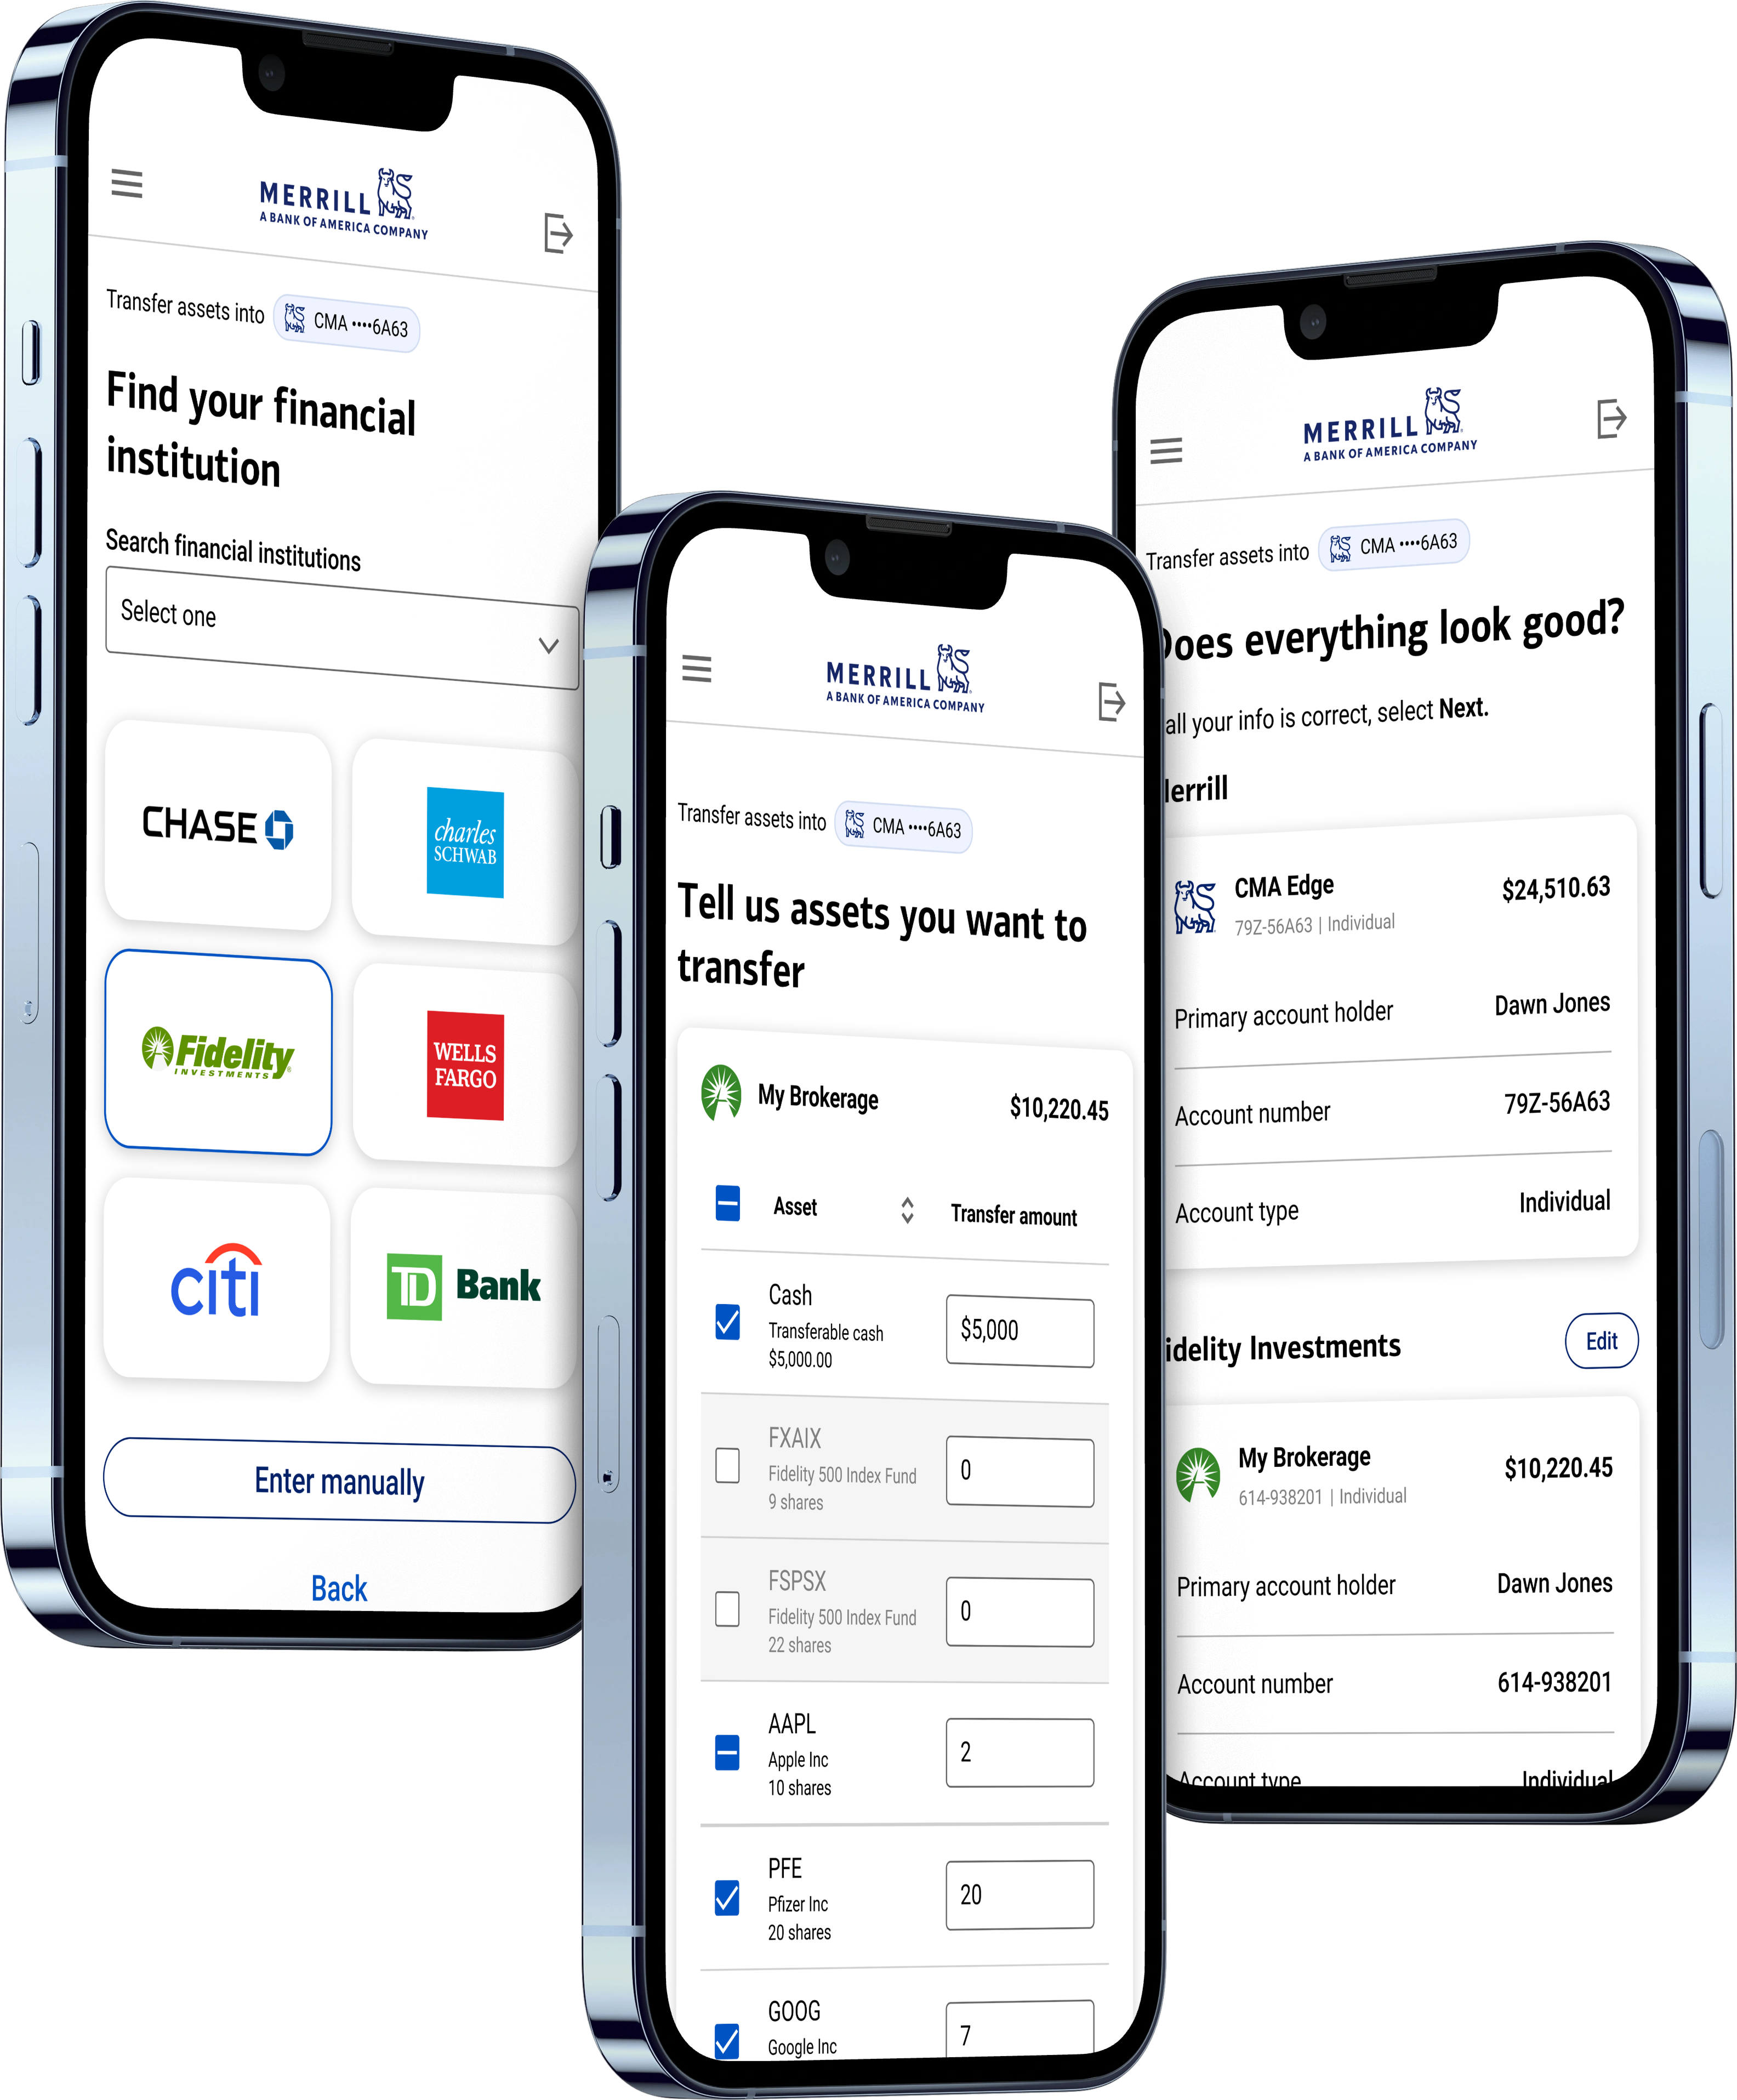 MERRILL
A BANK OF AMERICA COMPANY
Transfer assets into CMA ••••6A63
Find your financial
institution
Search financial institutions
Select one
CHASE
charles
SCHWAB
Fidelity
INVESTMENTS
WELLS
FARGO
citi
TD Bank
Enter manually
Back
MERRILL
A BANK OF AMERICA COMPANY
Transfer assets into CMA ••••6A63
Tell us assets you want to
transfer
My Brokerage $10,220.45
Asset Transfer amount
Cash
Transferable cash
$5,000.00
$5,000
FXAIX
Fidelity 500 Index Fund
9 shares
0
FSPSX
Fidelity 500 Index Fund
22 shares
0
AAPL
Apple Inc
10 shares
2
PFE
Pfizer Inc
20 shares
20
GOOG
Google Inc
7
MERRILL
A BANK OF AMERICA COMPANY
Transfer assets into CMA ••••6A63
Does everything look good?
all your info is correct, select Next.
Merrill
CMA Edge $24,510.63
79Z-56A63 | Individual
Primary account holder Dawn Jones
Account number 79Z-56A63
Account type Individual
idelity Investments Edit
My Brokerage $10,220.45
614-938201 | Individual
Primary account holder Dawn Jones
Account number 614-938201
Account type Individual